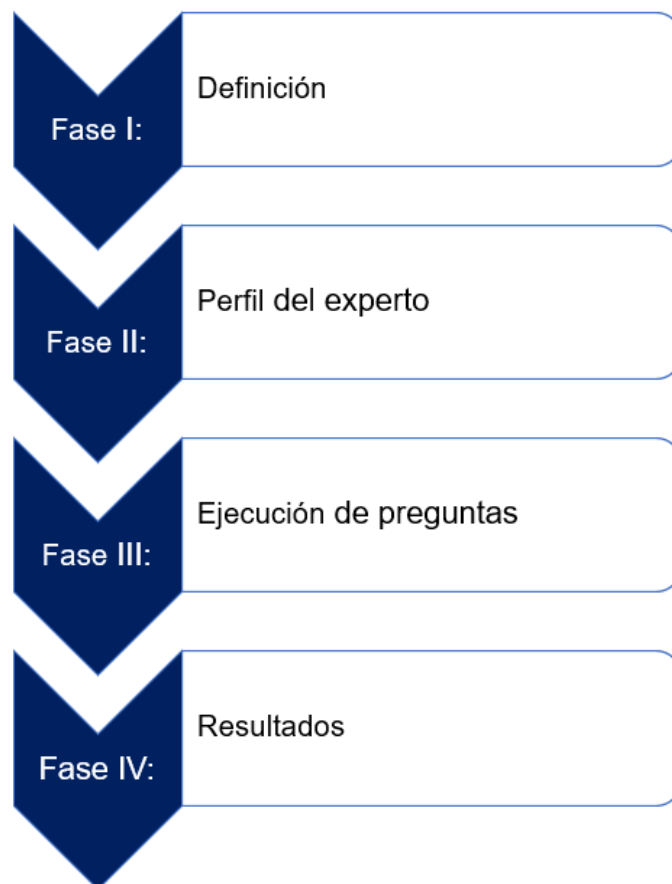 Fase I:
Definición
Fase II:
Perfil del experto
Fase III:
Ejecución de preguntas
Fase IV:
Resultados